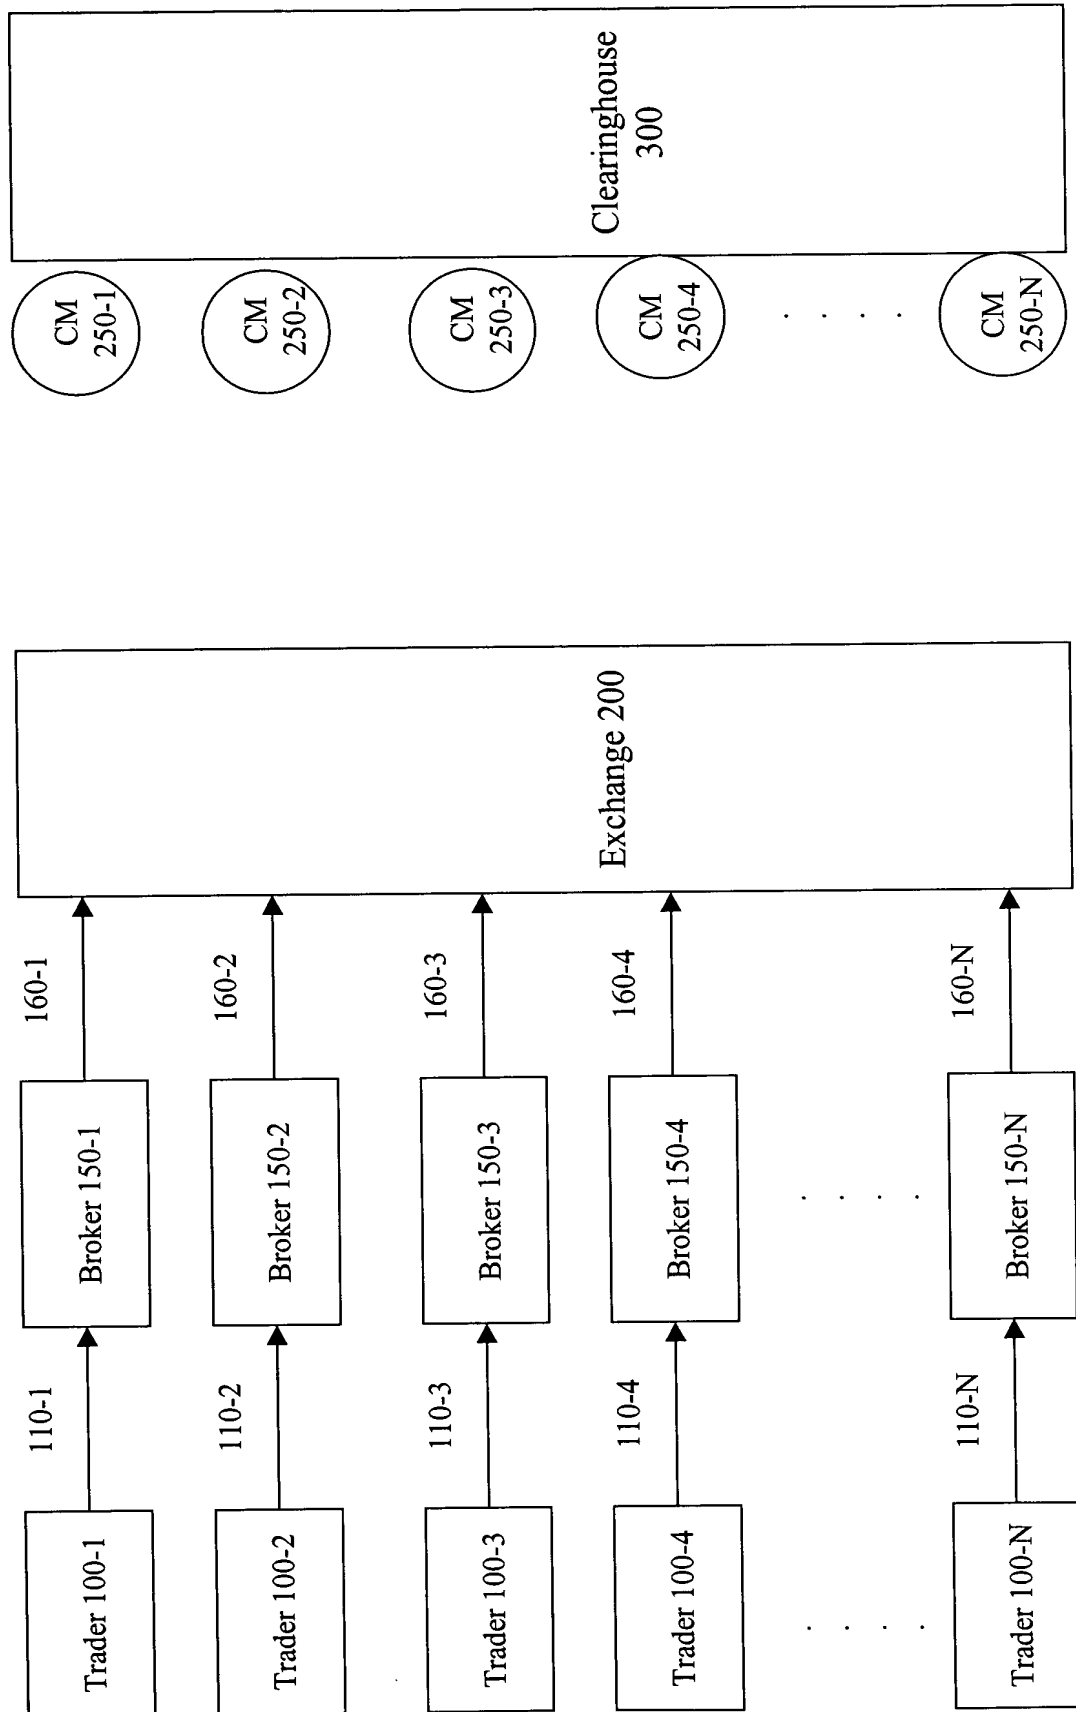 Trader 100-1
110-1
Broker 150-1
160-1
Trader 100-2
110-2
Broker 150-2
160-2
Trader 100-3
110-3
Broker 150-3
160-3
Trader 100-4
110-4
Broker 150-4
160-4
. . . .
. . . .
Trader 100-N
110-N
Broker 150-N
160-N
Exchange 200
CM
250-1
CM
250-2
CM
250-3
CM
250-4
. . . .
CM
250-N
Clearinghouse
300